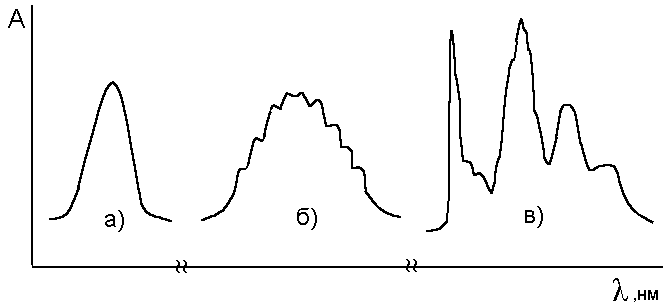 А
а) б) в)
λ,нм